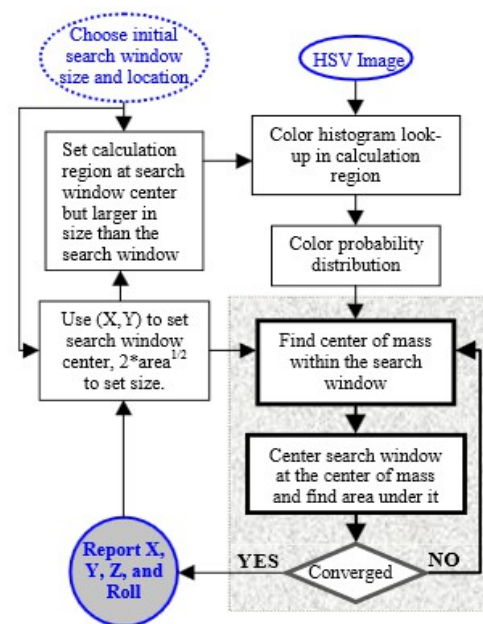 Choose initial
search window
size and location
HSV Image
Set calculation
region at search
window center
but larger in
size than the
search window
Color histogram look-
up in calculation
region
Color probability
distribution
Use (X,Y) to set
search window
center, 2*area^1/2
to set size.
Find center of mass
within the search
window
Center search window
at the center of mass
and find area under it
Report X,
Y, Z, and
Roll
YES
Converged
NO